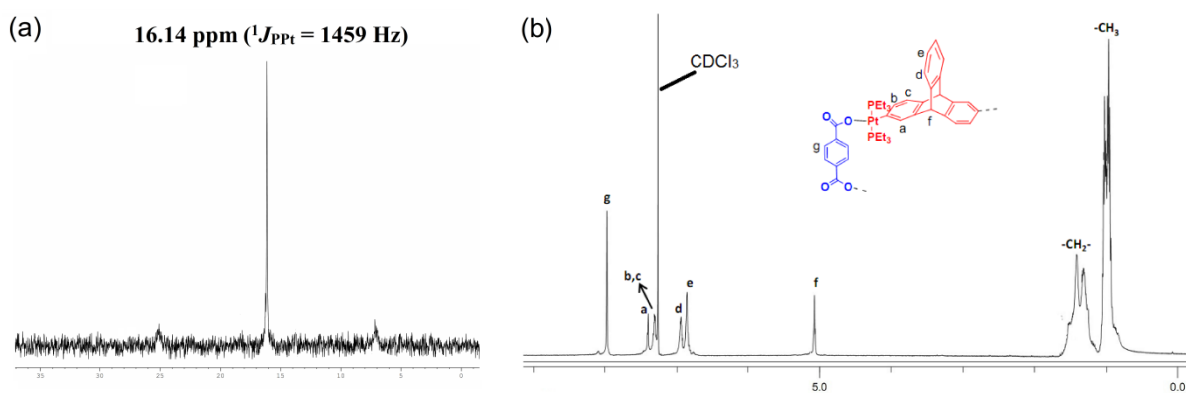 (a)
16.14 ppm (¹J_PPt = 1459 Hz)
35 30 25 20 15 10 5 0
(b)
CDCl₃
-CH₃
e
d
c
b
PEt₃
O
O
Pt
a
f
PEt₃
g
O
O
g
b,c
a
d
e
f
-CH₂-
5.0
0.0